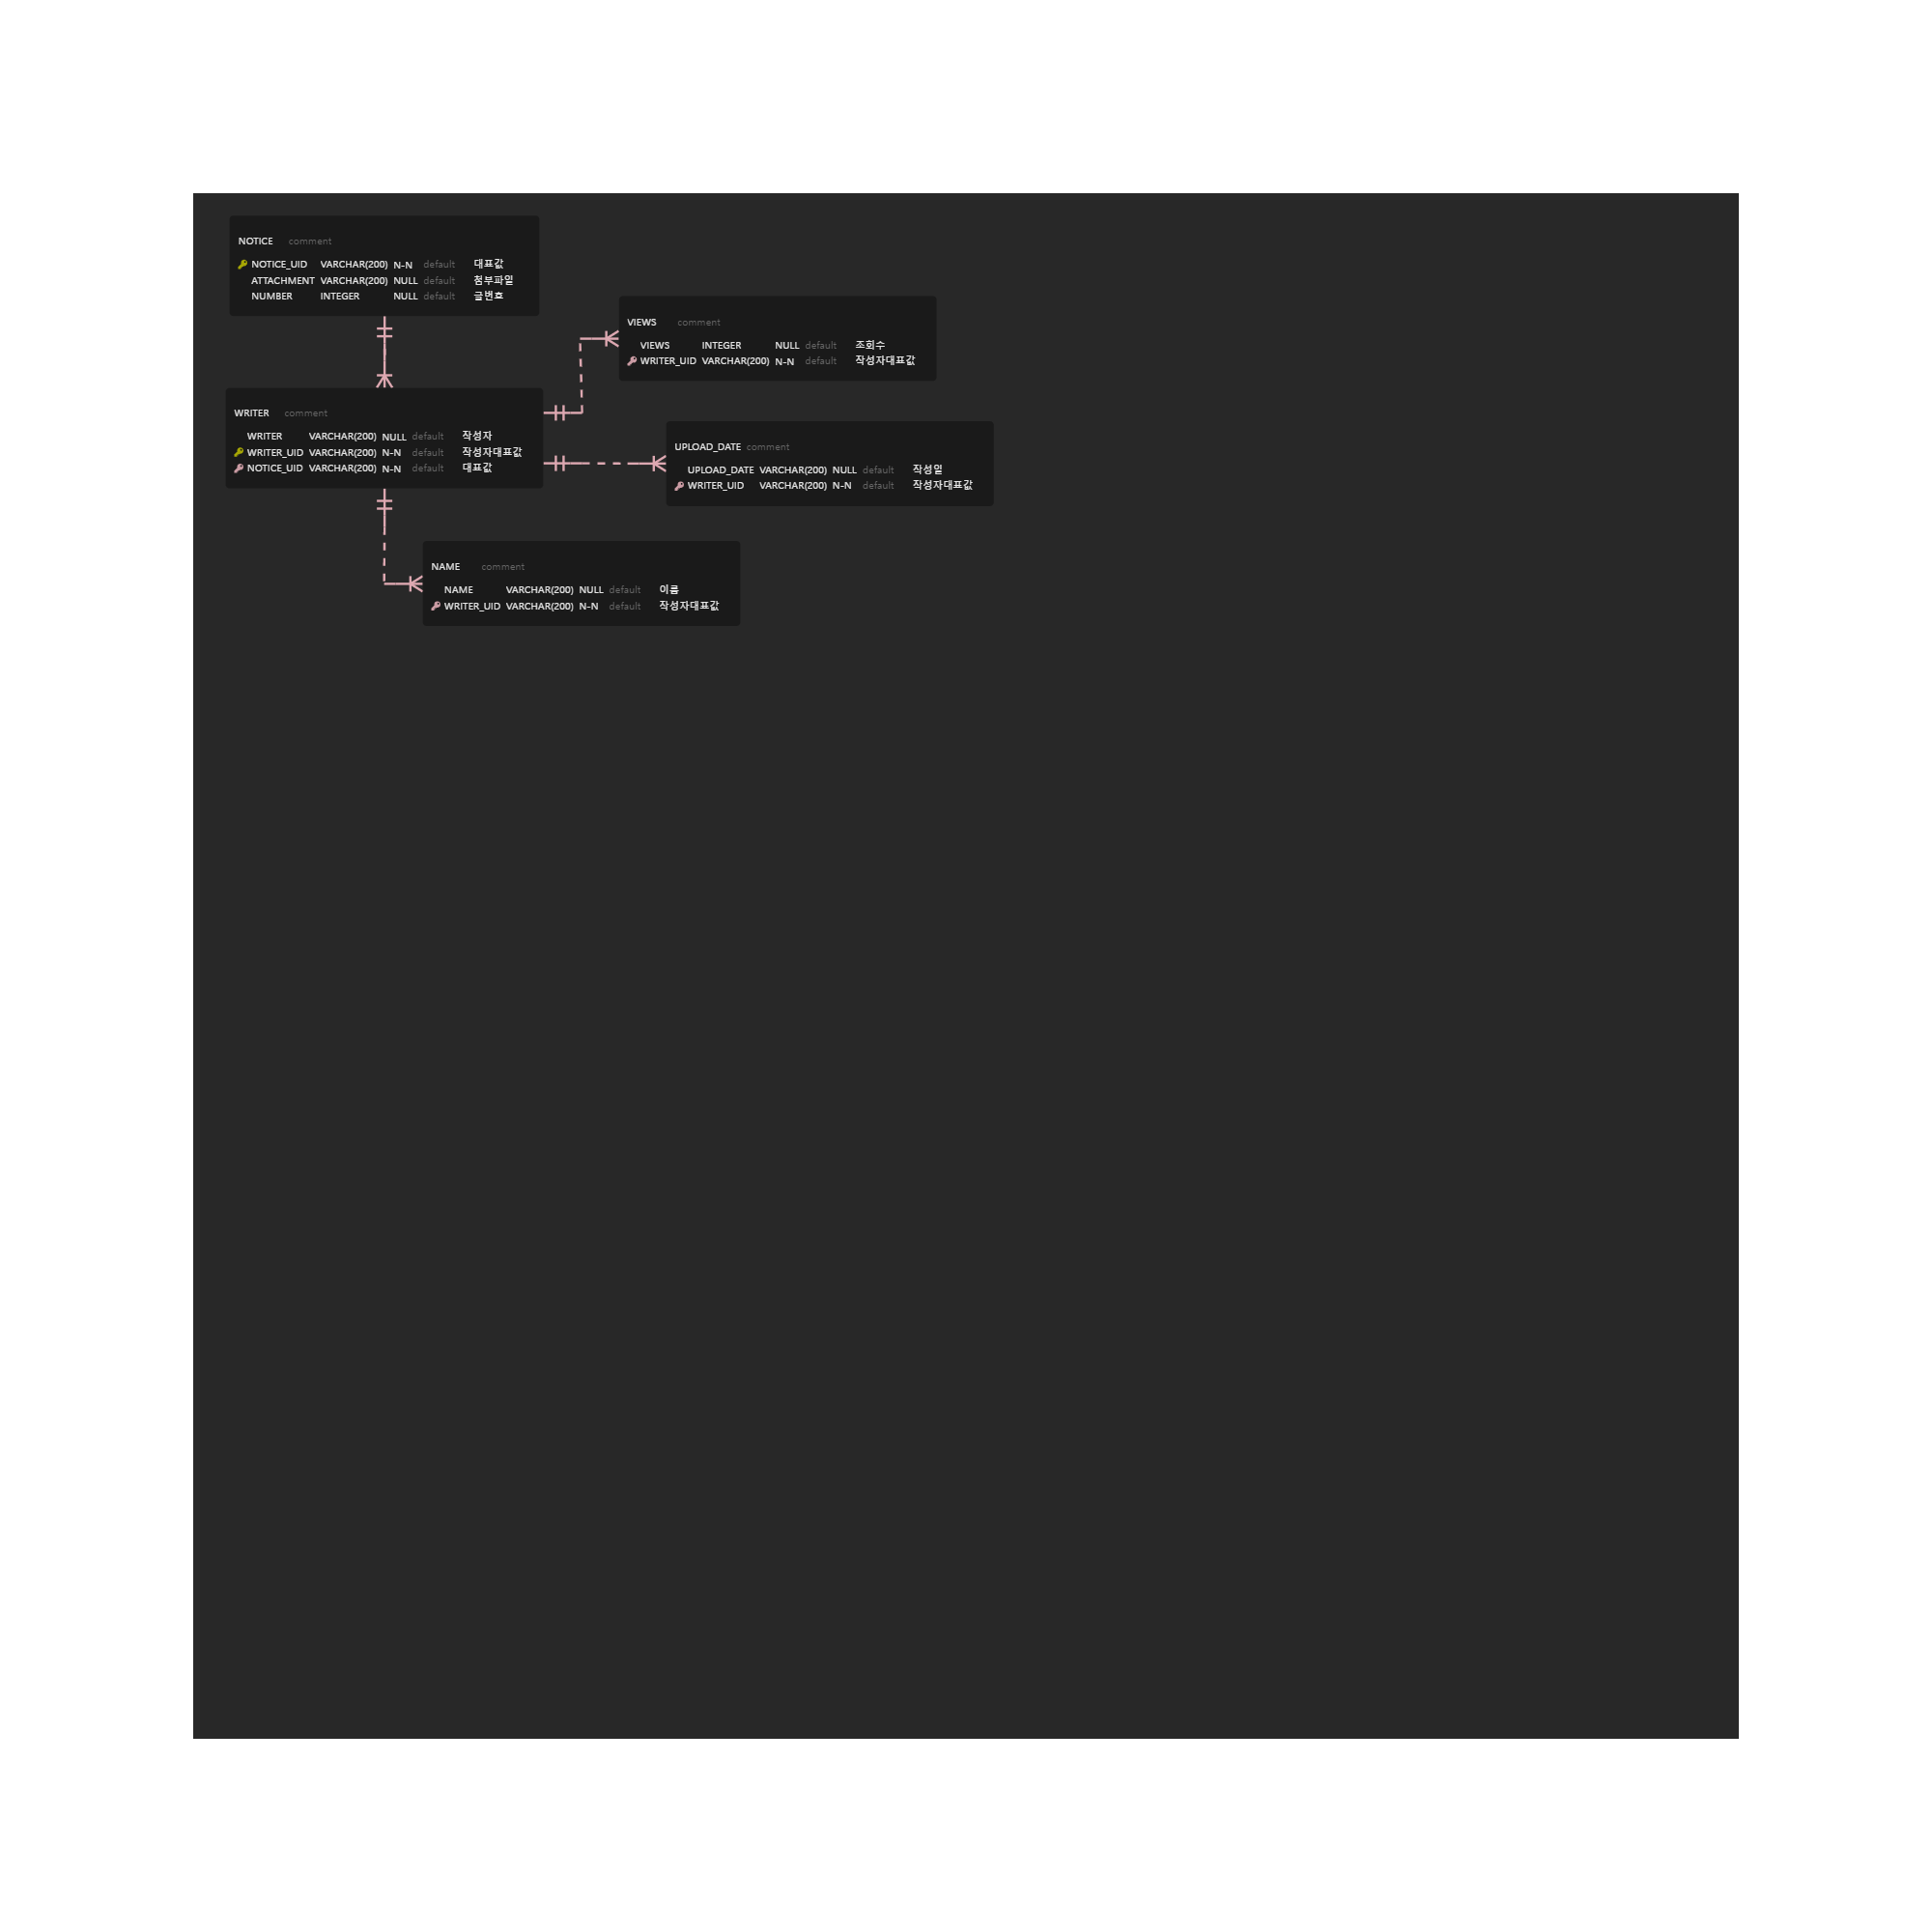 NOTICE comment
NOTICE_UID VARCHAR(200) N-N default 대표값
ATTACHMENT VARCHAR(200) NULL default 첨부파일
NUMBER INTEGER NULL default 글번호
VIEWS comment
VIEWS INTEGER NULL default 조회수
WRITER_UID VARCHAR(200) N-N default 작성자대표값
WRITER comment
WRITER VARCHAR(200) NULL default 작성자
WRITER_UID VARCHAR(200) N-N default 작성자대표값
NOTICE_UID VARCHAR(200) N-N default 대표값
UPLOAD_DATE comment
UPLOAD_DATE VARCHAR(200) NULL default 작성일
WRITER_UID VARCHAR(200) N-N default 작성자대표값
NAME comment
NAME VARCHAR(200) NULL default 이름
WRITER_UID VARCHAR(200) N-N default 작성자대표값